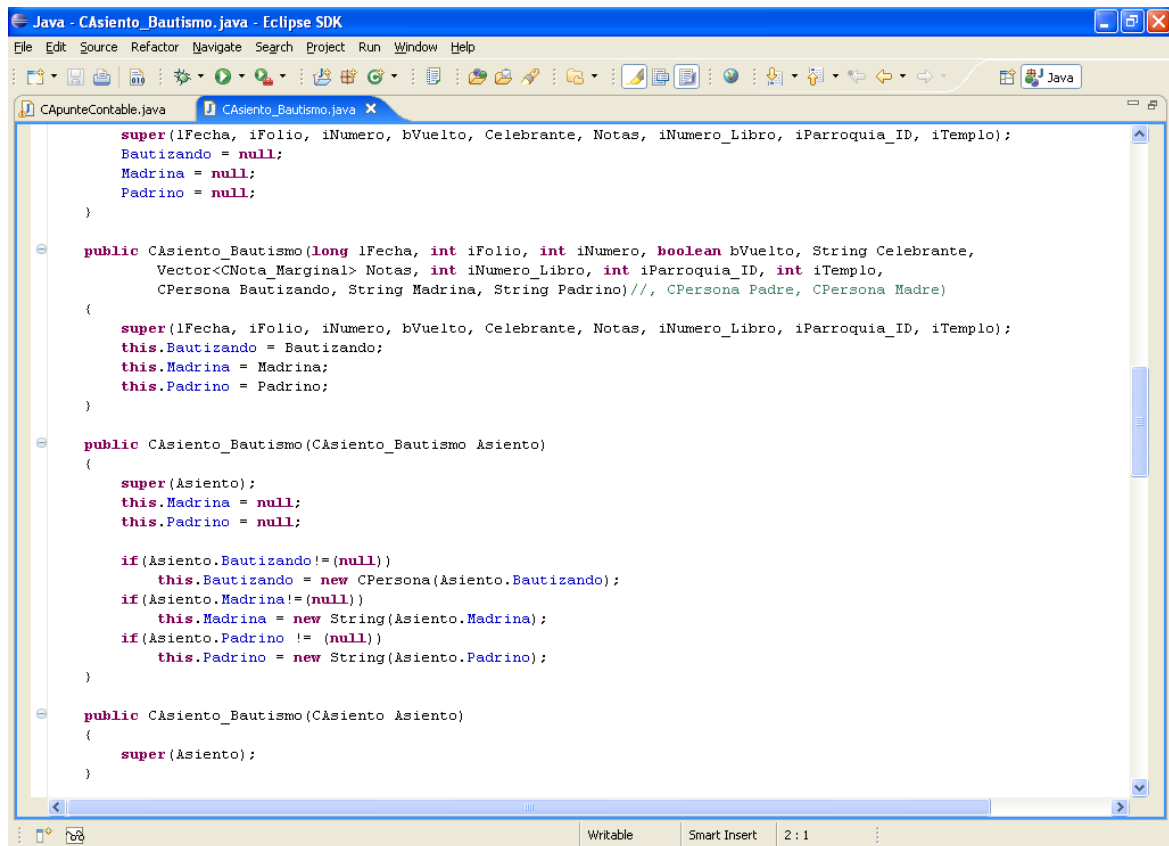 Java - CAsiento_Bautismo.java - Eclipse SDK
File Edit Source Refactor Navigate Search Project Run Window Help
Java
CApunteContable.java CAsiento_Bautismo.java
super(lFecha, iFolio, iNumero, bVuelto, Celebrante, Notas, iNumero_Libro, iParroquia_ID, iTemplo);
Bautizando = null;
Madrina = null;
Padrino = null;
}
public CAsiento_Bautismo(long lFecha, int iFolio, int iNumero, boolean bVuelto, String Celebrante,
Vector<CNota_Marginal> Notas, int iNumero_Libro, int iParroquia_ID, int iTemplo,
CPersona Bautizando, String Madrina, String Padrino)//, CPersona Padre, CPersona Madre)
{
super(lFecha, iFolio, iNumero, bVuelto, Celebrante, Notas, iNumero_Libro, iParroquia_ID, iTemplo);
this.Bautizando = Bautizando;
this.Madrina = Madrina;
this.Padrino = Padrino;
}
public CAsiento_Bautismo(CAsiento_Bautismo Asiento)
{
super(Asiento);
this.Madrina = null;
this.Padrino = null;
if(Asiento.Bautizando!=(null))
this.Bautizando = new CPersona(Asiento.Bautizando);
if(Asiento.Madrina!=(null))
this.Madrina = new String(Asiento.Madrina);
if(Asiento.Padrino != (null))
this.Padrino = new String(Asiento.Padrino);
}
public CAsiento_Bautismo(CAsiento Asiento)
{
super(Asiento);
}
Writable Smart Insert 2 : 1